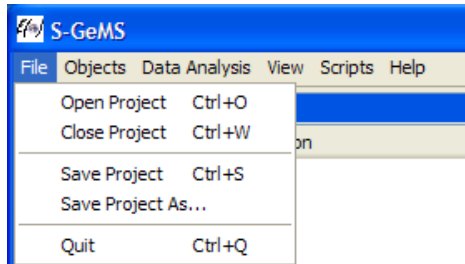 S-GeMS
File Objects Data Analysis View Scripts Help
Open Project Ctrl+O
Close Project Ctrl+W
on
Save Project Ctrl+S
Save Project As...
Quit Ctrl+Q